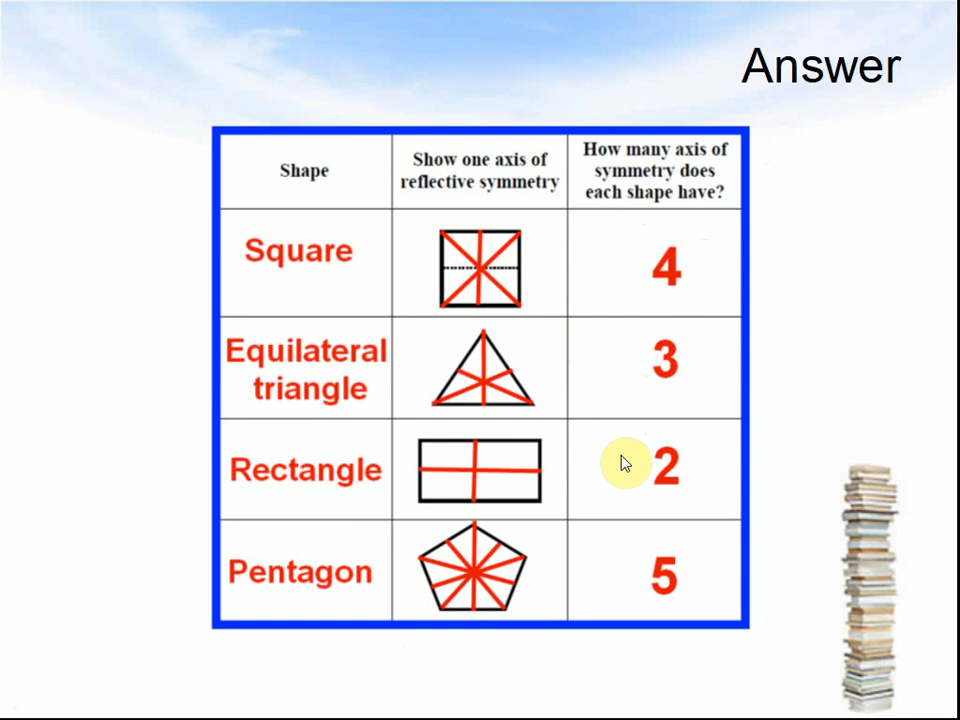 Answer
Shape
Show one axis of
reflective symmetry
How many axis of
symmetry does
each shape have?
Square
4
Equilateral
triangle
3
Rectangle
2
Pentagon
5